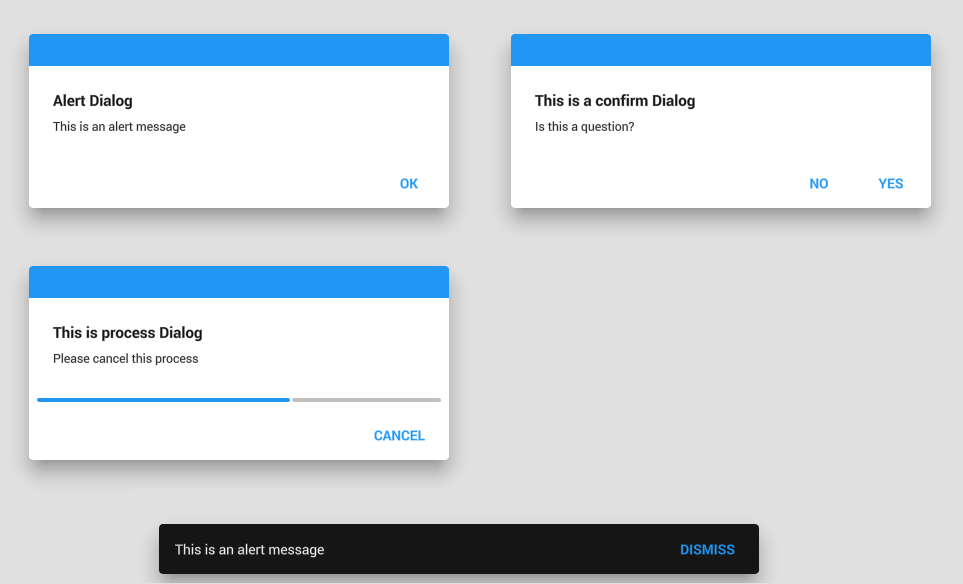 Alert Dialog
This is an alert message
OK
This is a confirm Dialog
Is this a question?
NO YES
This is process Dialog
Please cancel this process
CANCEL
This is an alert message DISMISS